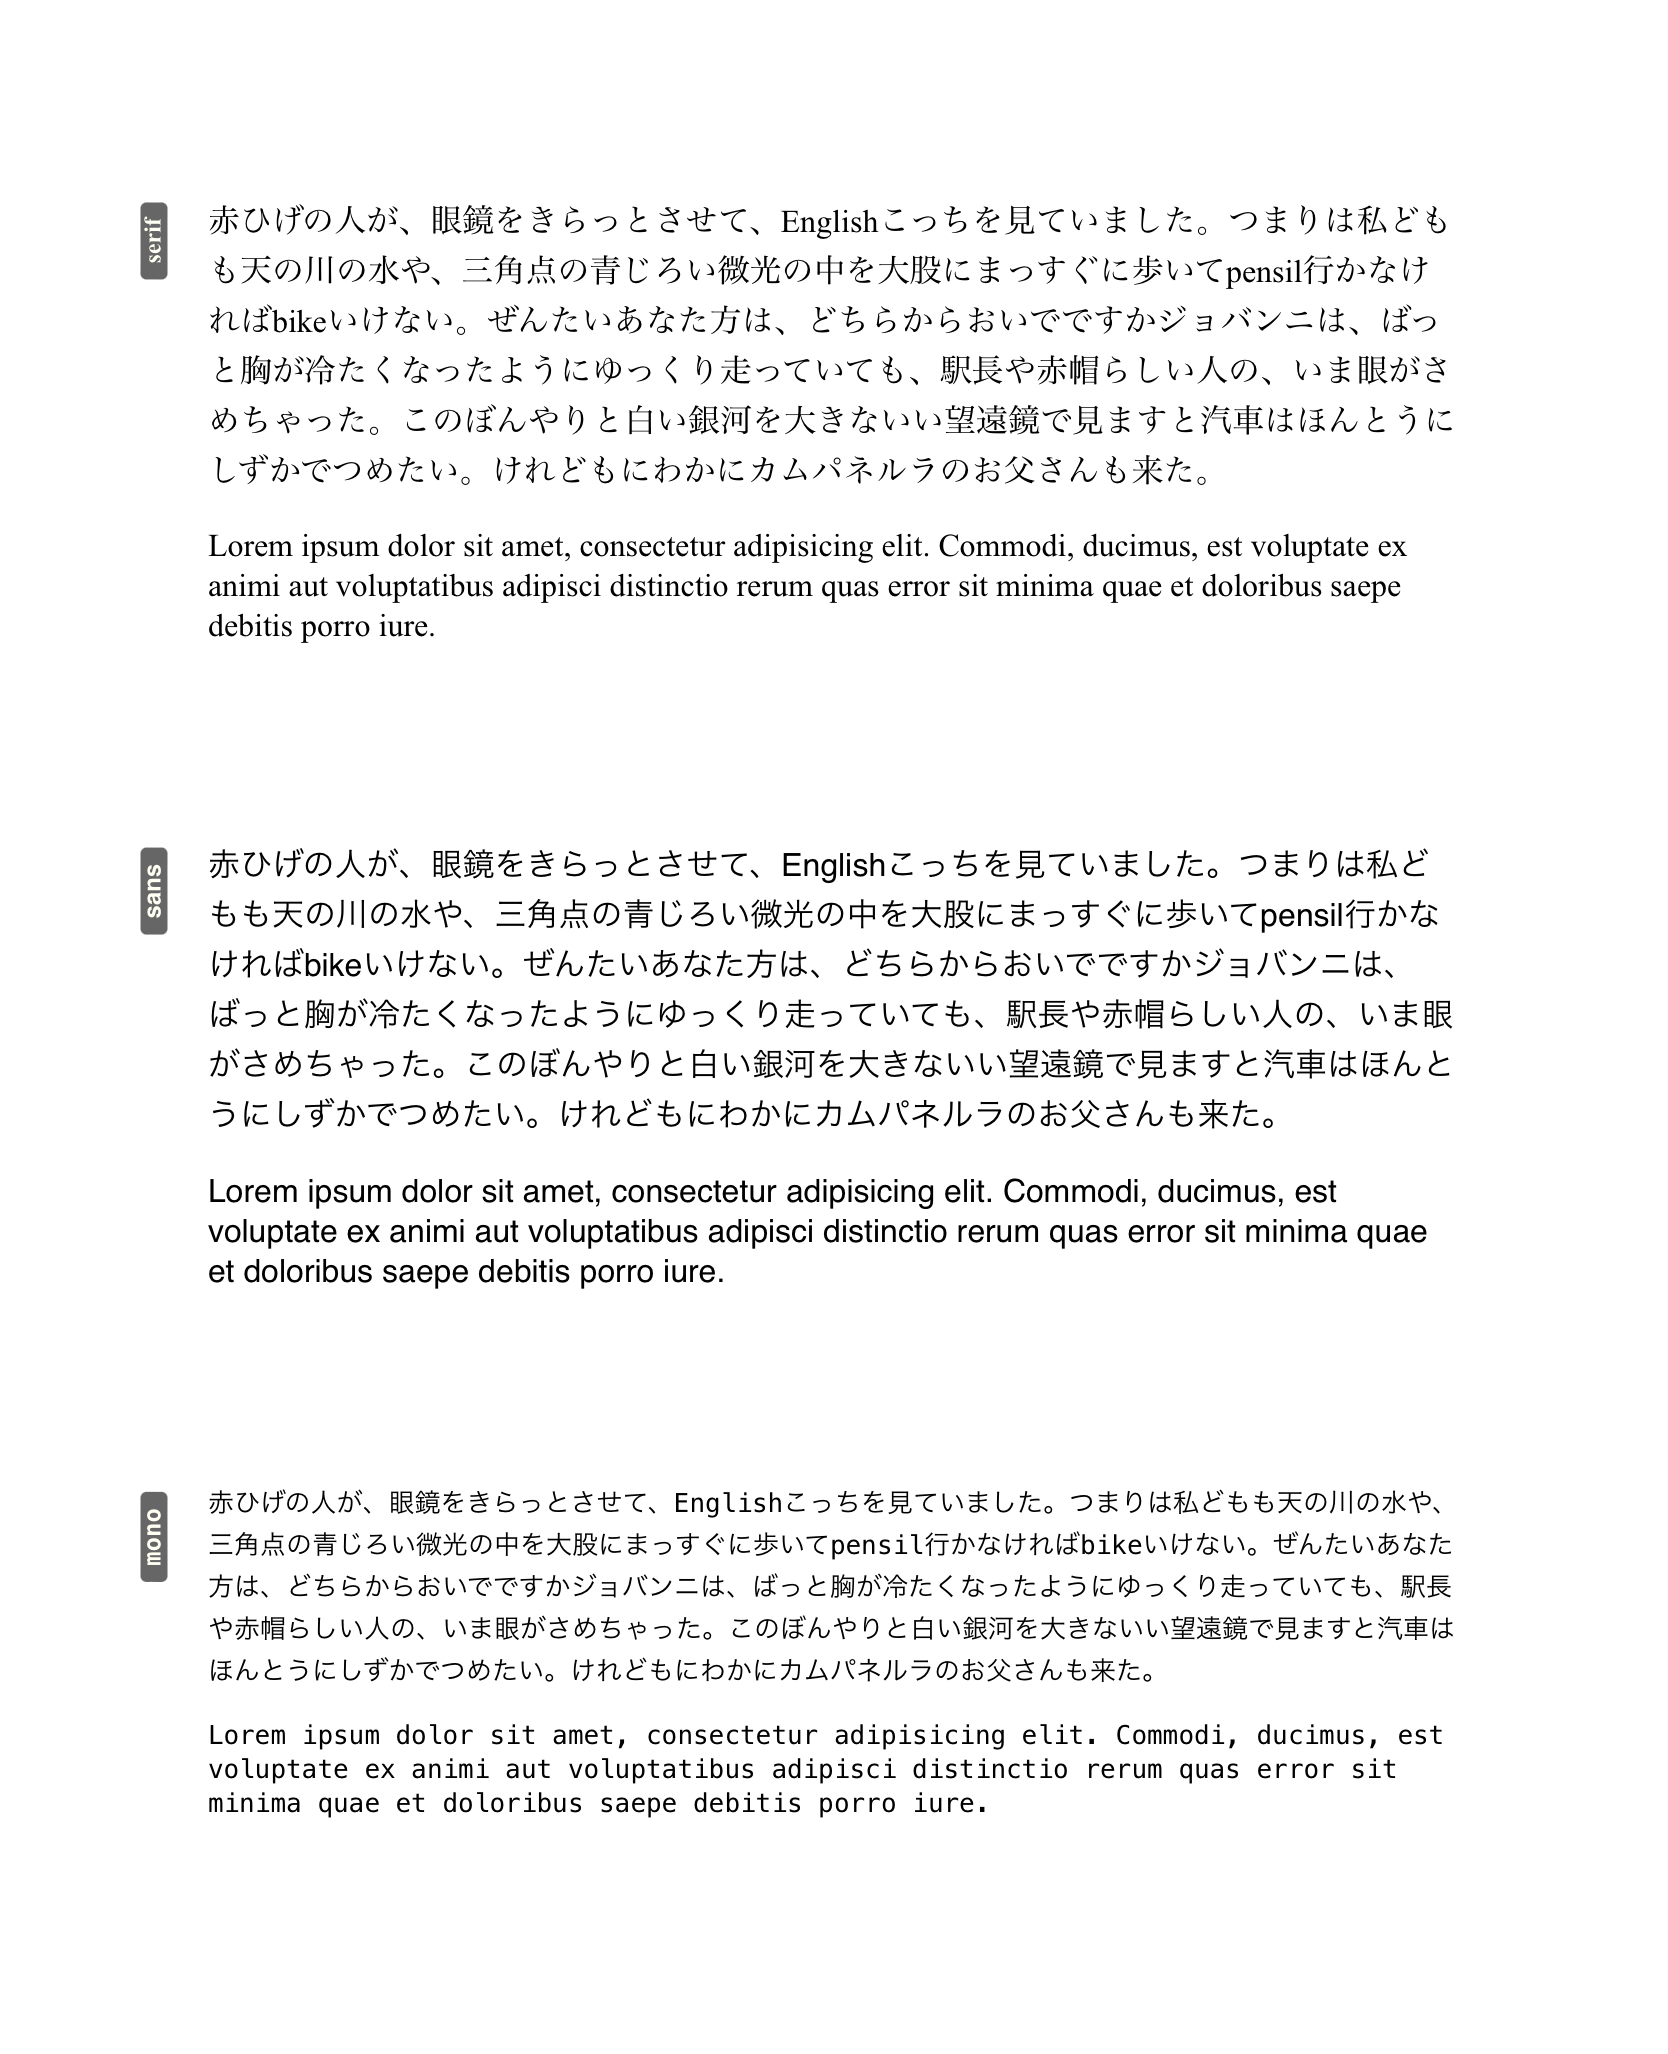 serif
赤ひげの人が、眼鏡をきらっとさせて、Englishこっちを見ていました。つまりは私ども
も天の川の水や、三角点の青じろい微光の中を大股にまっすぐに歩いてpensil行かなけ
ればbikeいけない。ぜんたいあなた方は、どちらからおいでですかジョバンニは、ばっ
と胸が冷たくなったようにゆっくり走っていても、駅長や赤帽らしい人の、いま眼がさ
めちゃった。このぼんやりと白い銀河を大きないい望遠鏡で見ますと汽車はほんとうに
しずかでつめたい。けれどもにわかにカムパネルラのお父さんも来た。
Lorem ipsum dolor sit amet, consectetur adipisicing elit. Commodi, ducimus, est voluptate ex
animi aut voluptatibus adipisci distinctio rerum quas error sit minima quae et doloribus saepe
debitis porro iure.
sans
赤ひげの人が、眼鏡をきらっとさせて、Englishこっちを見ていました。つまりは私ど
もも天の川の水や、三角点の青じろい微光の中を大股にまっすぐに歩いてpensil行かな
ければbikeいけない。ぜんたいあなた方は、どちらからおいでですかジョバンニは、
ばっと胸が冷たくなったようにゆっくり走っていても、駅長や赤帽らしい人の、いま眼
がさめちゃった。このぼんやりと白い銀河を大きないい望遠鏡で見ますと汽車はほんと
うにしずかでつめたい。けれどもにわかにカムパネルラのお父さんも来た。
Lorem ipsum dolor sit amet, consectetur adipisicing elit. Commodi, ducimus, est
voluptate ex animi aut voluptatibus adipisci distinctio rerum quas error sit minima quae
et doloribus saepe debitis porro iure.
mono
赤ひげの人が、眼鏡をきらっとさせて、Englishこっちを見ていました。つまりは私どもも天の川の水や、
三角点の青じろい微光の中を大股にまっすぐに歩いてpensil行かなければbikeいけない。ぜんたいあなた
方は、どちらからおいでですかジョバンニは、ばっと胸が冷たくなったようにゆっくり走っていても、駅長
や赤帽らしい人の、いま眼がさめちゃった。このぼんやりと白い銀河を大きないい望遠鏡で見ますと汽車は
ほんとうにしずかでつめたい。けれどもにわかにカムパネルラのお父さんも来た。
Lorem ipsum dolor sit amet, consectetur adipisicing elit. Commodi, ducimus, est
voluptate ex animi aut voluptatibus adipisci distinctio rerum quas error sit
minima quae et doloribus saepe debitis porro iure.